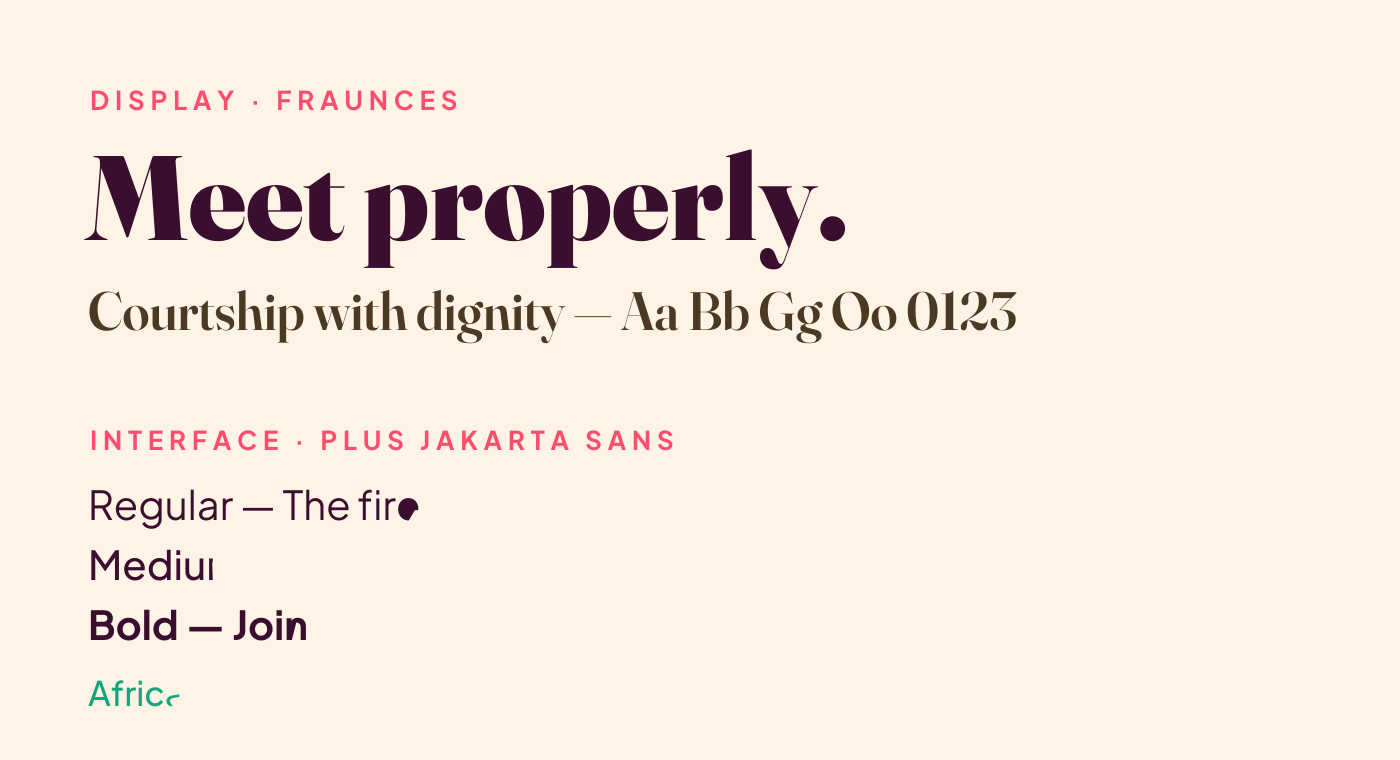 DISPLAY · FRAUNCES
Meet properly.
Courtship with dignity — Aa Bb Gg Oo 0123
INTERFACE · PLUS JAKARTA SANS
Regular — The
Bold — Join